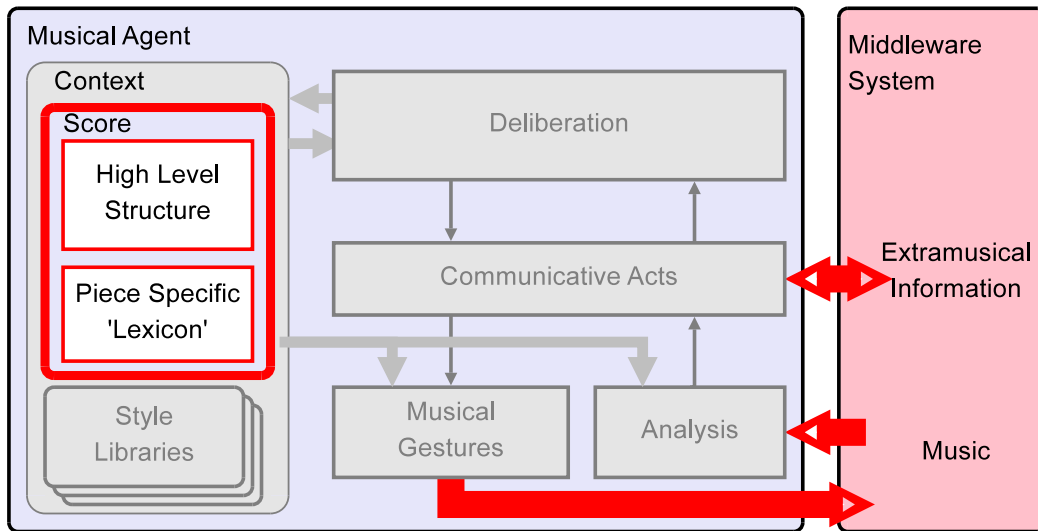 Musical Agent
Context
Score
High Level
Structure
Piece Specific
'Lexicon'
Style
Libraries
Deliberation
Communicative Acts
Musical
Gestures
Analysis
Middleware
System
Extramusical
Information
Music